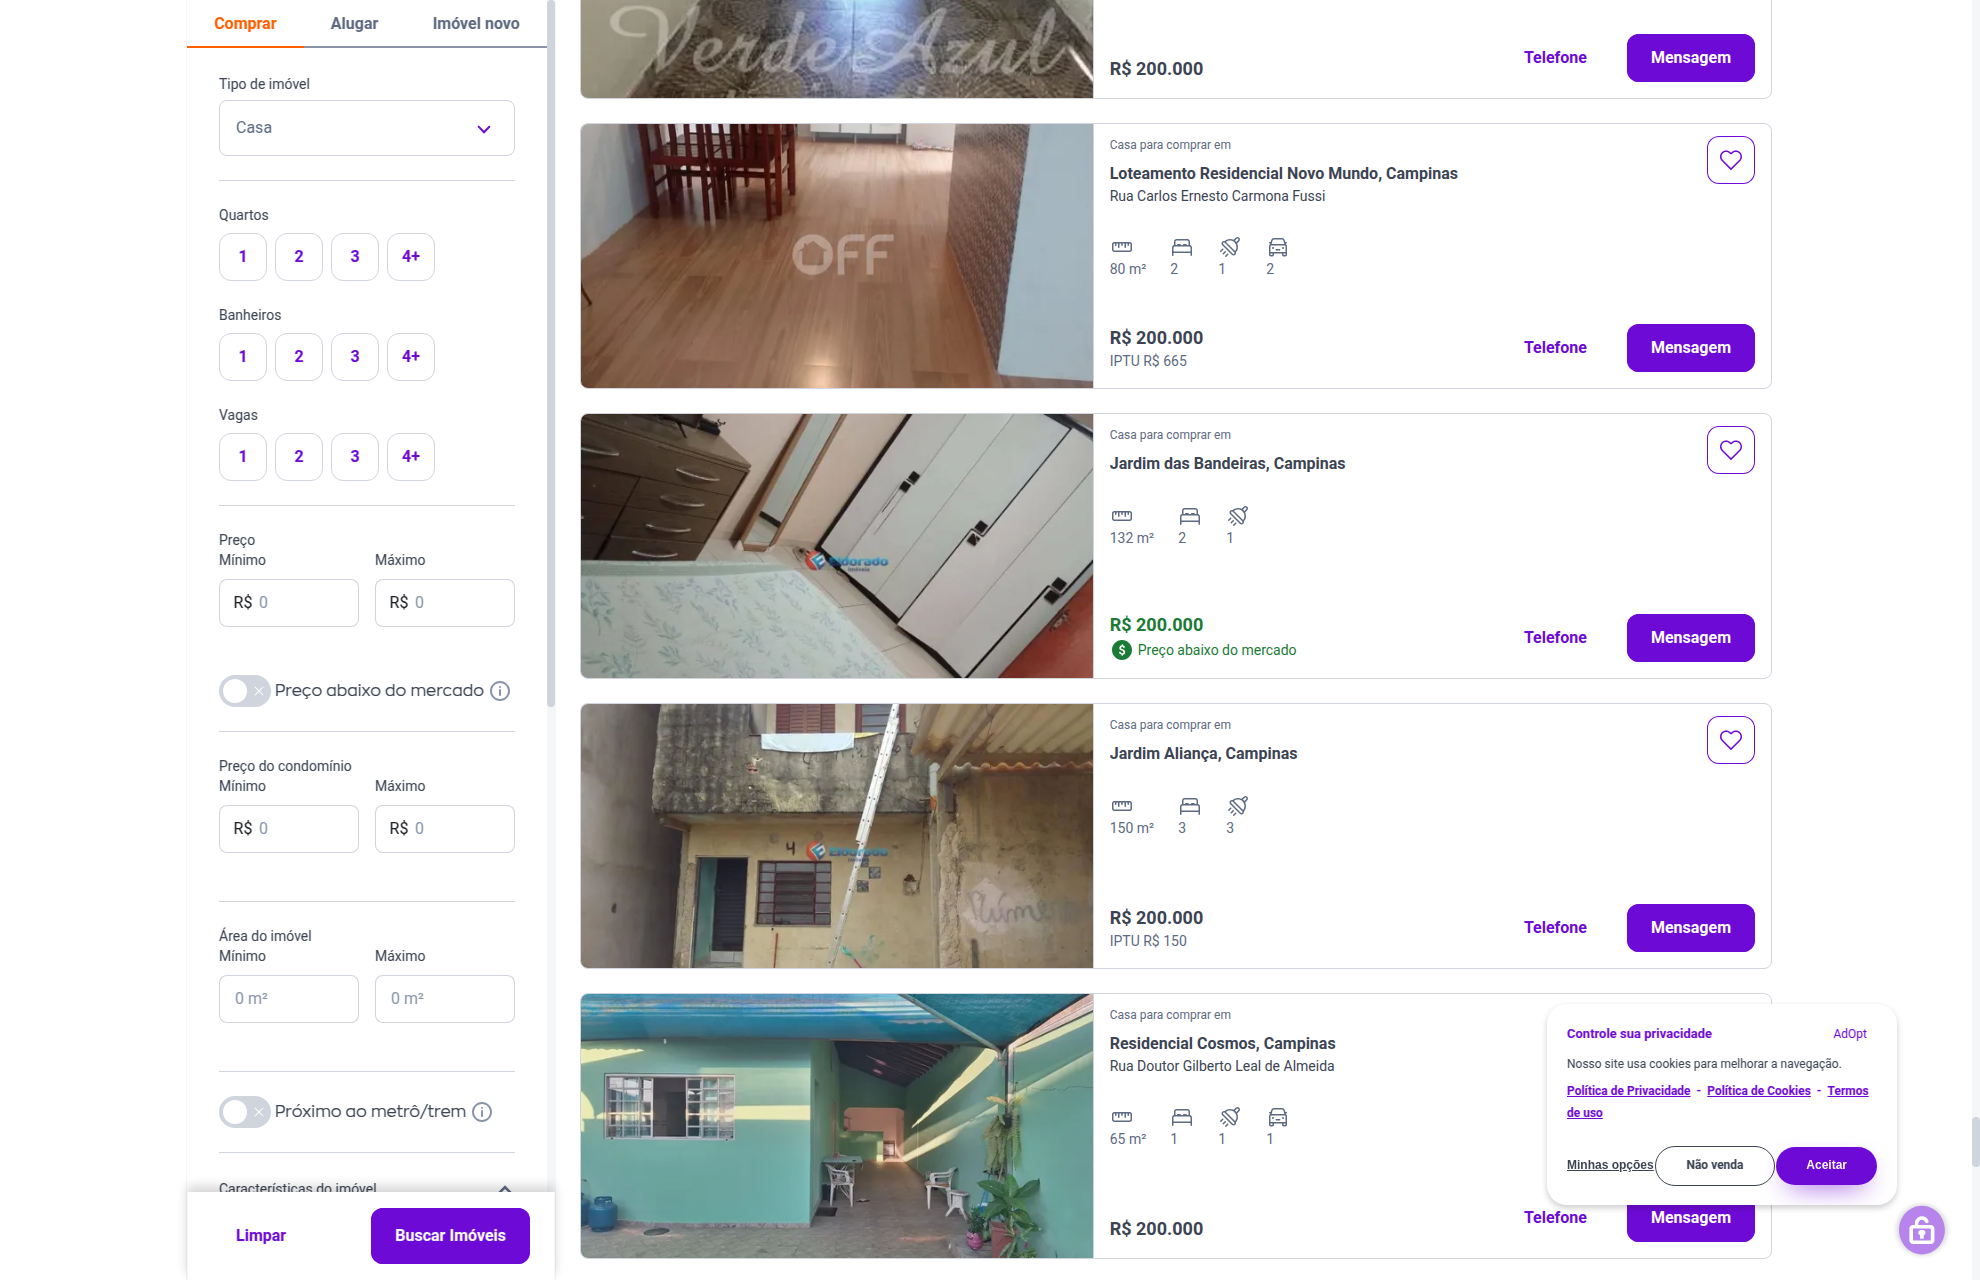 Comprar
Alugar
Imóvel novo
Tipo de imóvel
Casa
Quartos
1
2
3
4+
Banheiros
1
2
3
4+
Vagas
1
2
3
4+
Preço
Mínimo
Máximo
R$ 0
R$ 0
Preço abaixo do mercado
Preço do condomínio
Mínimo
Máximo
R$ 0
R$ 0
Área do imóvel
Mínimo
Máximo
0 m²
0 m²
Próximo ao metrô/trem
Características do imóvel
Limpar
Buscar Imóveis
Verde Azul
R$ 200.000
Telefone
Mensagem
OFF
Casa para comprar em
Loteamento Residencial Novo Mundo, Campinas
Rua Carlos Ernesto Carmona Fussi
80 m²
2
1
2
R$ 200.000
IPTU R$ 665
Telefone
Mensagem
Eldorado
Imóveis
Casa para comprar em
Jardim das Bandeiras, Campinas
132 m²
2
1
R$ 200.000
Preço abaixo do mercado
Telefone
Mensagem
4
Eldorado
Casa para comprar em
Jardim Aliança, Campinas
150 m²
3
3
R$ 200.000
IPTU R$ 150
Telefone
Mensagem
Casa para comprar em
Residencial Cosmos, Campinas
Rua Doutor Gilberto Leal de Almeida
65 m²
1
1
1
R$ 200.000
Telefone
Mensagem
Controle sua privacidade
AdOpt
Nosso site usa cookies para melhorar a navegação.
Política de Privacidade - Política de Cookies - Termos
de uso
Minhas opções
Não venda
Aceitar